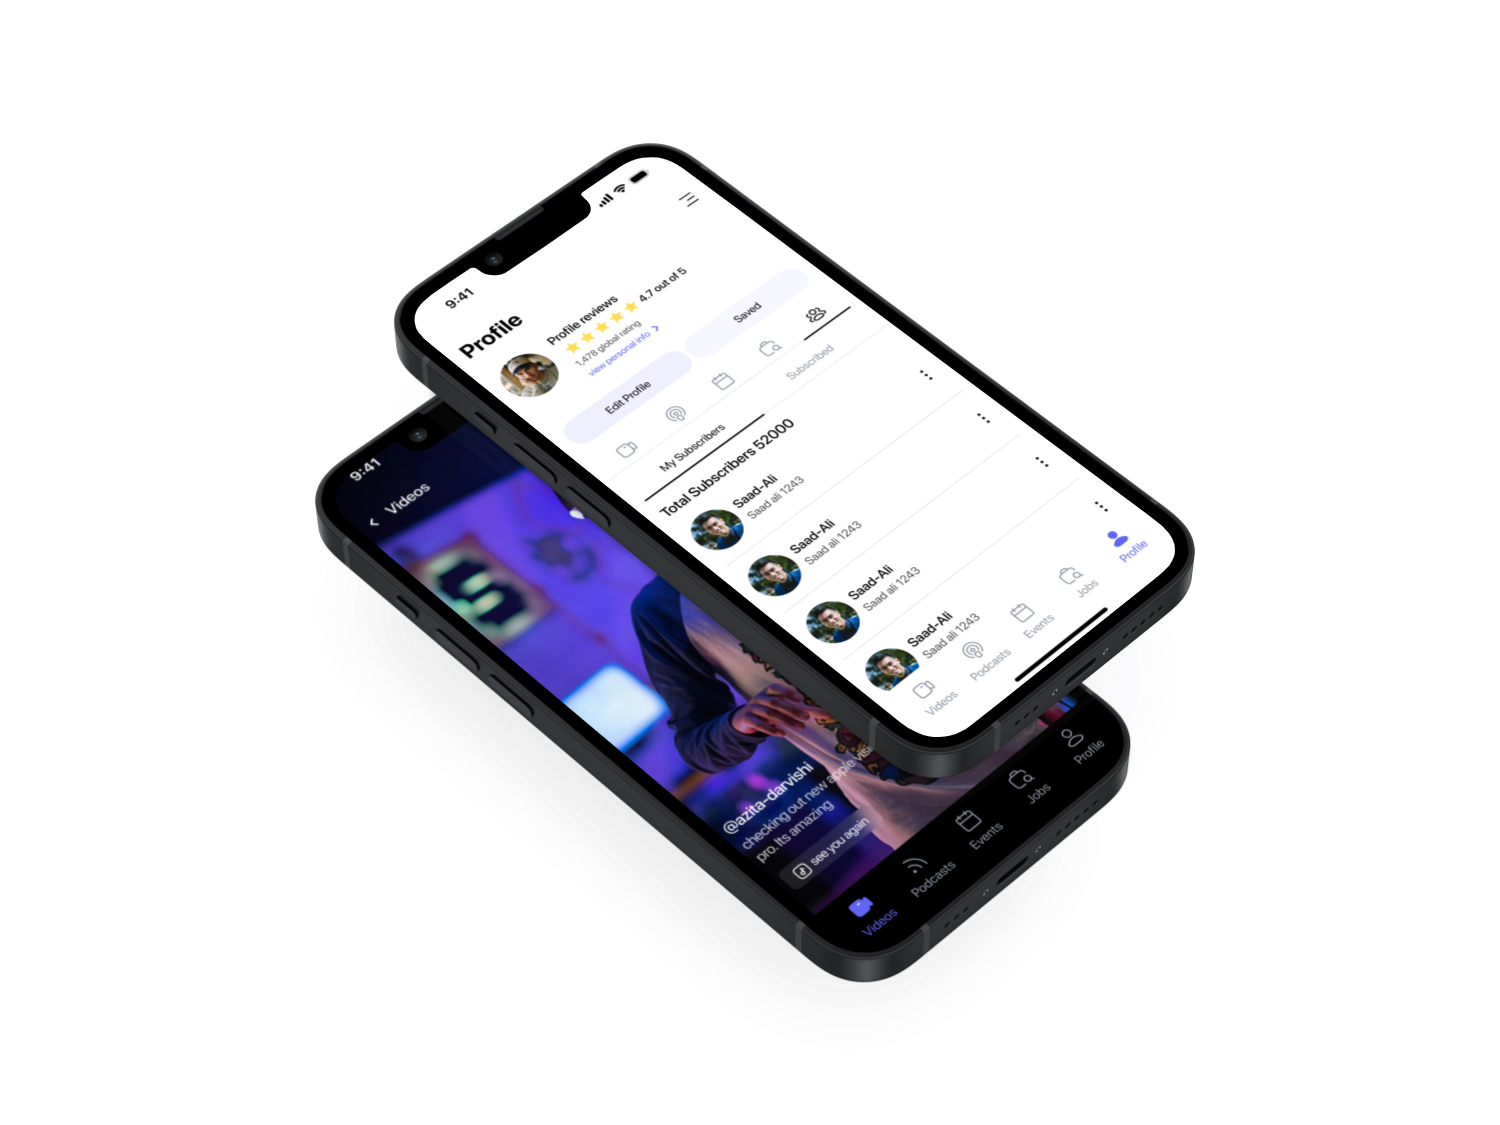 9:41
Profile
Profile reviews
4.7 out of 5
1,478 global rating
view personal info
Edit Profile
Saved
My Subscribers
Subscribed
Total Subscribers 52000
Saad-Ali
Saad ali 1243
Saad-Ali
Saad ali 1243
Saad-Ali
Saad ali 1243
Saad-Ali
Saad ali 1243
Videos
Podcasts
Events
Jobs
Profile
9:41
Videos
@azita-darvishi
checking out new apple
pro. Its amazing
see you again
Videos
Podcasts
Events
Jobs
Profile